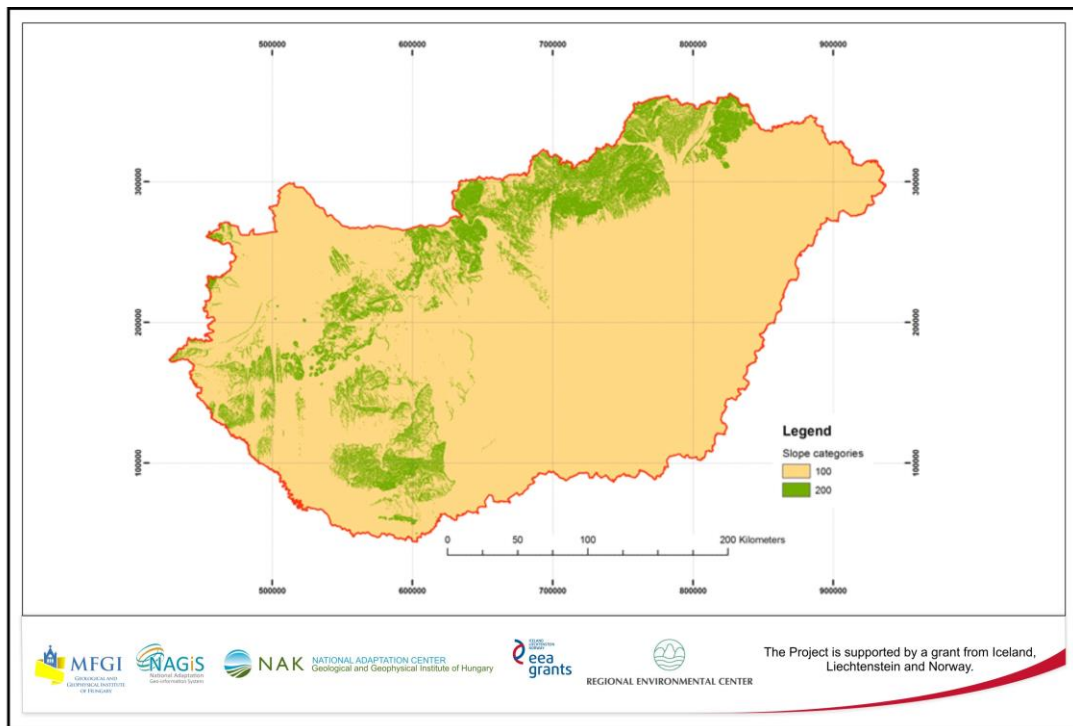 500000 600000 700000 800000 900000
300000 300000
200000 200000
100000 100000
Legend
Slope categories
100
200
0 50 100 200 Kilometers
500000 600000 700000 800000 900000
MFGI
GEOLOGICAL AND
GEOPHYSICAL INSTITUTE
OF HUNGARY
NAGiS
National Adaptation
Geo-information System
NAK
NATIONAL ADAPTATION CENTER
Geological and Geophysical Institute of Hungary
ICELAND
LIECHTENSTEIN
NORWAY
eea
grants
REGIONAL ENVIRONMENTAL CENTER
The Project is supported by a grant from Iceland,
Liechtenstein and Norway.